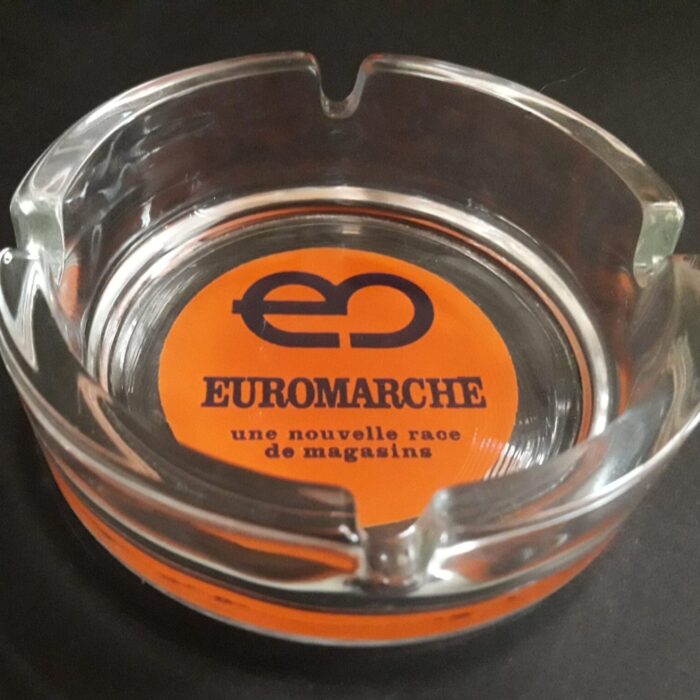 EUROMARCHE
une nouvelle race
de magasins